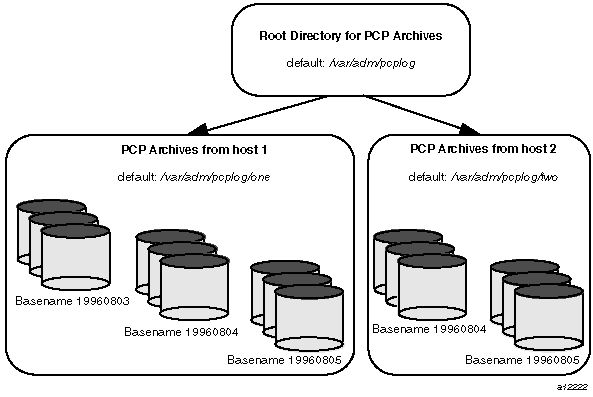 Root Directory for PCP Archives
default: /var/adm/pcplog
PCP Archives from host 1
default: /var/adm/pcplog/one
Basename 19960803
Basename 19960804
Basename 19960805
PCP Archives from host 2
default: /var/adm/pcplog/two
Basename 19960804
Basename 19960805
a12222